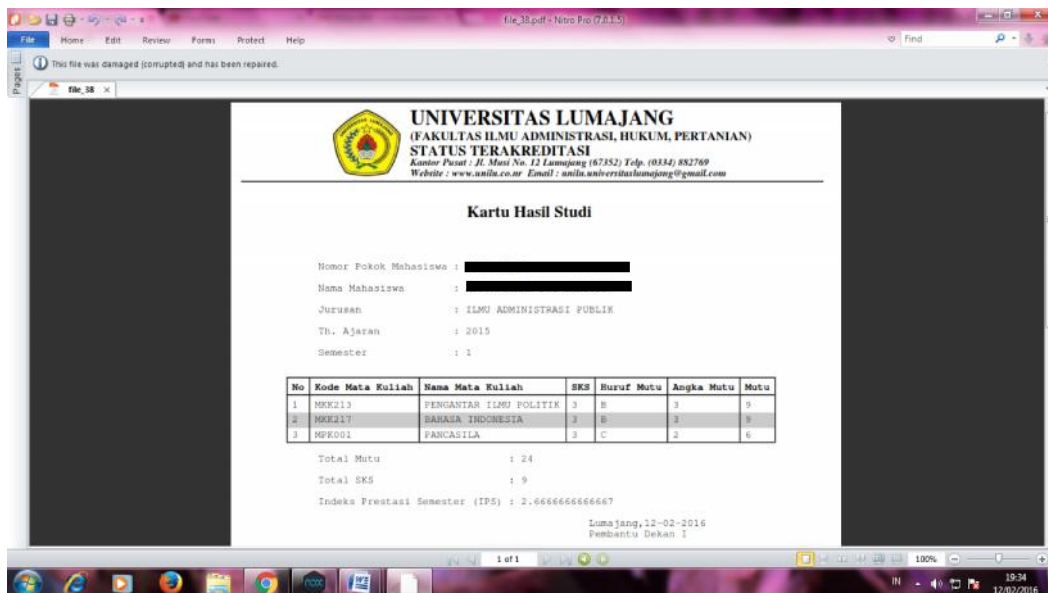 file_38.pdf - Nitro Pro (7.0.1.5)
File Home Edit Review Forms Protect Help Find
This file was damaged (corrupted) and has been repaired.
Pages
file_38
UNIVERSITAS LUMAJANG
(FAKULTAS ILMU ADMINISTRASI, HUKUM, PERTANIAN)
STATUS TERAKREDITASI
Kantor Pusat : Jl. Musi No. 12 Lumajang (67352) Telp. (0334) 882769
Website : www.unilu.co.nr Email : unilu.universitaslumajang@gmail.com
Kartu Hasil Studi
Nomor Pokok Mahasiswa :
Nama Mahasiswa :
Jurusan : ILMU ADMINISTRASI PUBLIK
Th. Ajaran : 2015
Semester : 1
No Kode Mata Kuliah Nama Mata Kuliah SKS Huruf Mutu Angka Mutu Mutu
1 MKK213 PENGANTAR ILMU POLITIK 3 B 3 9
2 MKK217 BAHASA INDONESIA 3 B 3 9
3 MPK001 PANCASILA 3 C 2 6
Total Mutu : 24
Total SKS : 9
Indeks Prestasi Semester (IPS) : 2.6666666666667
Lumajang,12-02-2016
Pembantu Dekan I
1 of 1
100%
IN
19:34
12/02/2016